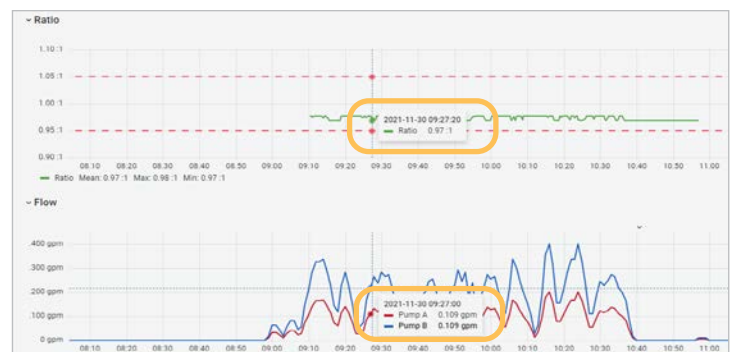 Ratio
1.10 :1
1.05 :1
1.00 :1
0.95 :1
0.90 :1
2021-11-30 09:27:20
Ratio 0.97 :1
08:10 08:20 08:30 08:40 08:50 09:00 09:10 09:20 09:30 09:40 09:50 10:00 10:10 10:20 10:30 10:40 10:50 11:00
Ratio Mean: 0.97 :1 Max: 0.98 :1 Min: 0.97 :1
Flow
.400 gpm
.300 gpm
.200 gpm
.100 gpm
0 gpm
2021-11-30 09:27:00
Pump A 0.109 gpm
Pump B 0.109 gpm
08:10 08:20 08:30 08:40 08:50 09:00 09:10 09:20 09:30 09:40 09:50 10:00 10:10 10:20 10:30 10:40 10:50 11:00